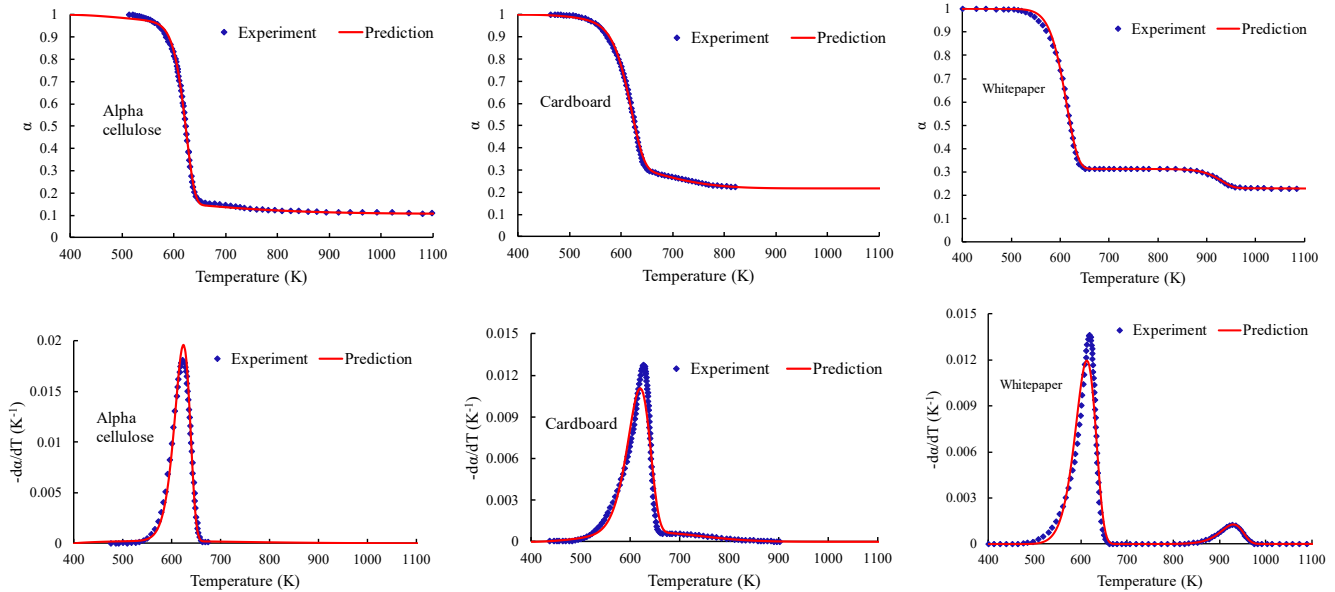 1
0.9
0.8
0.7
0.6
0.5
0.4
0.3
0.2
0.1
0
α
Experiment Prediction
Alpha
cellulose
400 500 600 700 800 900 1000 1100
Temperature (K)
1
0.9
0.8
0.7
0.6
0.5
0.4
0.3
0.2
0.1
0
α
Experiment Prediction
Cardboard
400 500 600 700 800 900 1000 1100
Temperature (K)
1
0.9
0.8
0.7
0.6
0.5
0.4
0.3
0.2
0.1
0
α
Experiment Prediction
Whitepaper
400 500 600 700 800 900 1000 1100
Temperature (K)
0.02
0.015
0.01
0.005
0
-dα/dT (K⁻¹)
Experiment Prediction
Alpha
cellulose
400 500 600 700 800 900 1000 1100
Temperature (K)
0.015
0.012
0.009
0.006
0.003
0
-dα/dT (K⁻¹)
Experiment Prediction
Cardboard
400 500 600 700 800 900 1000 1100
Temperature (K)
0.015
0.012
0.009
0.006
0.003
0
-dα/dT (K⁻¹)
Experiment Prediction
Whitepaper
400 500 600 700 800 900 1000 1100
Temperature (K)